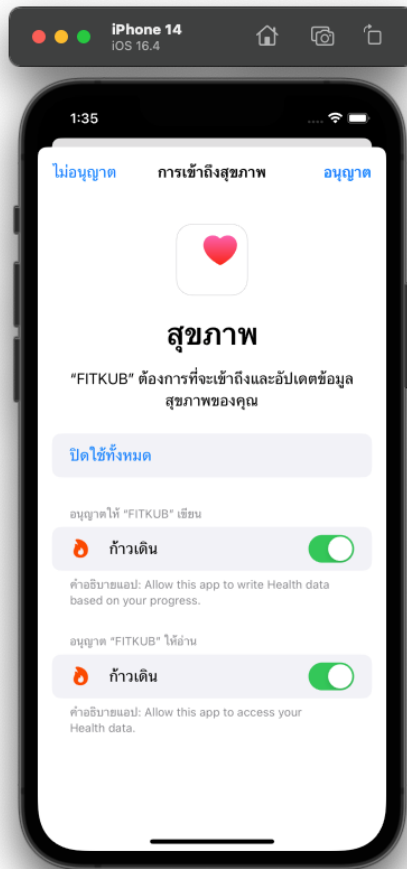 iPhone 14
iOS 16.4
1:35
ไม่อนุญาต การเข้าถึงสุขภาพ อนุญาต
สุขภาพ
“FITKUB” ต้องการที่จะเข้าถึงและอัปเดตข้อมูล
สุขภาพของคุณ
ปิดใช้ทั้งหมด
อนุญาตให้ “FITKUB” เขียน
ก้าวเดิน
คำอธิบายแอป: Allow this app to write Health data
based on your progress.
อนุญาต “FITKUB” ให้อ่าน
ก้าวเดิน
คำอธิบายแอป: Allow this app to access your
Health data.